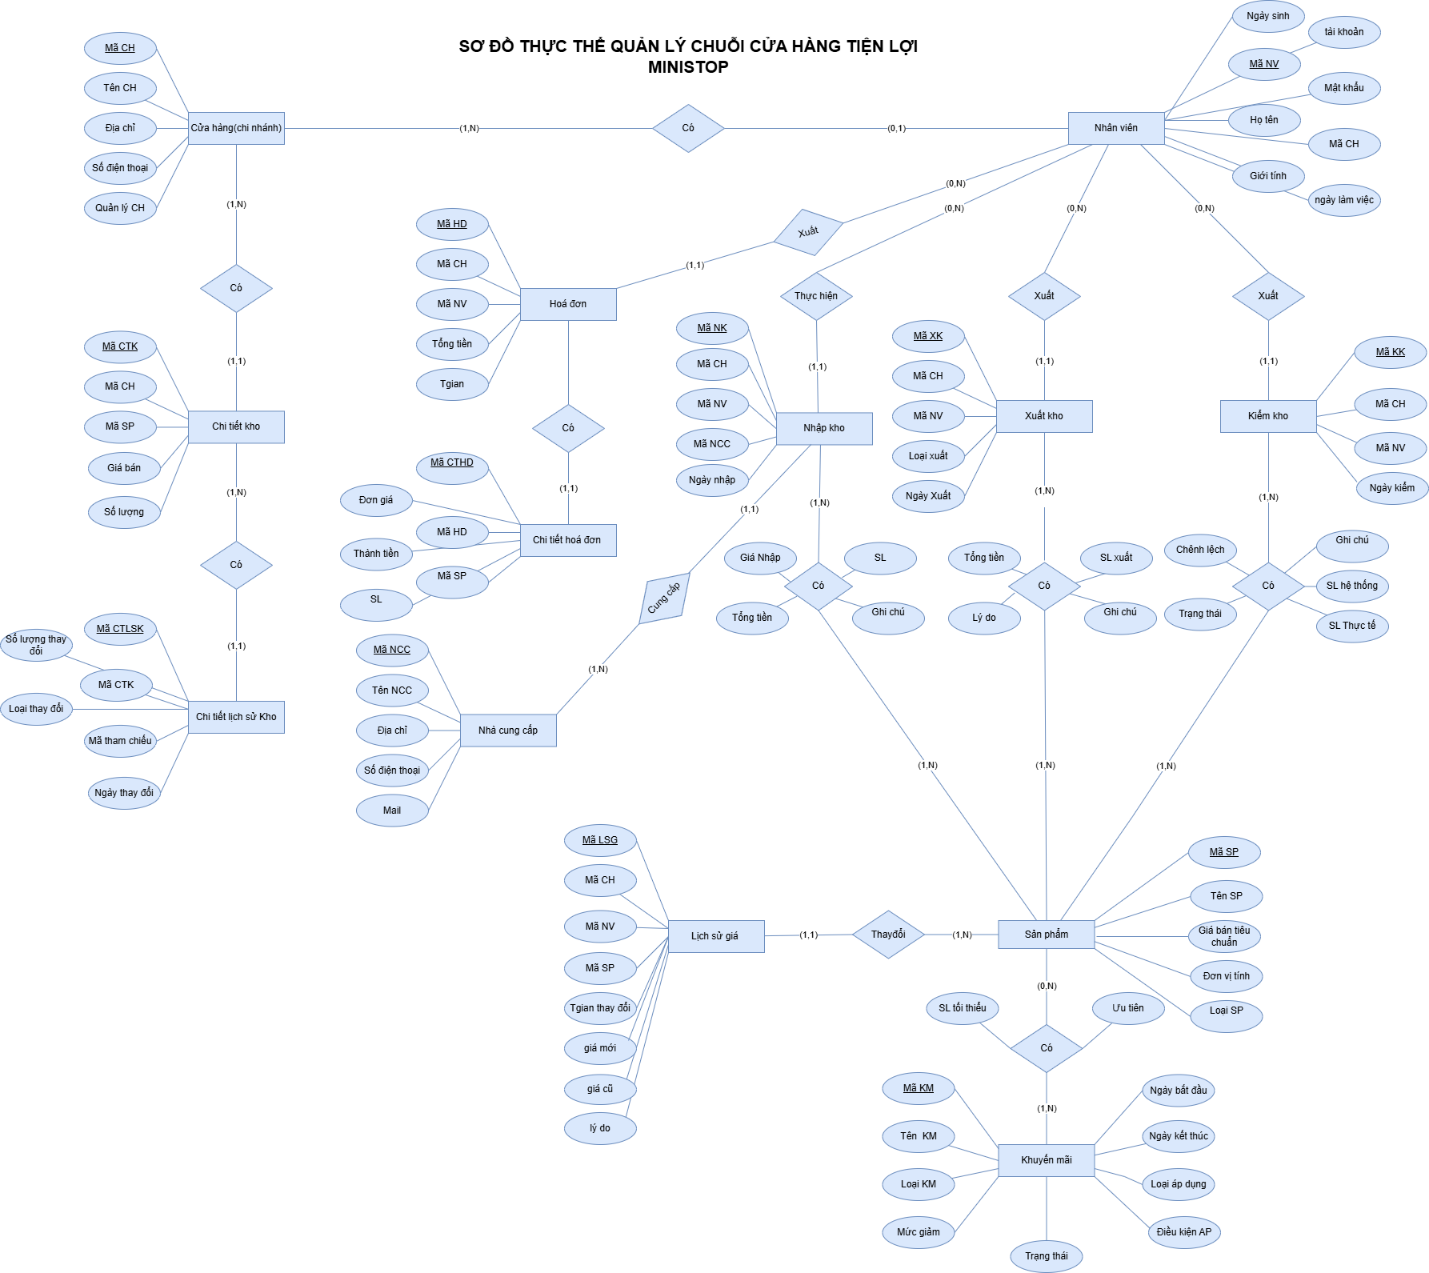 SƠ ĐỒ THỰC THỂ QUẢN LÝ CHUỖI CỬA HÀNG TIỆN LỢI
MINISTOP
Mã CH
Tên CH
Địa chỉ
Số điện thoại
Quản lý CH
Cửa hàng(chi nhánh)
(1,N)
Có
(0,1)
Nhân viên
Ngày sinh
tài khoản
Mã NV
Mật khẩu
Họ tên
Mã CH
Giới tính
ngày làm việc
(1,N)
Có
(1,1)
Mã CTK
Mã CH
Mã SP
Giá bán
Số lượng
Chi tiết kho
(1,N)
Có
(1,1)
Mã CTLSK
Số lượng thay
đổi
Mã CTK
Loại thay đổi
Mã tham chiếu
Ngày thay đổi
Chi tiết lịch sử Kho
(0,N)
Xuất
(1,1)
Mã HD
Mã CH
Mã NV
Tổng tiền
Tgian
Hoá đơn
Có
(1,1)
Mã CTHD
Đơn giá
Mã HD
Thành tiền
Mã SP
SL
Chi tiết hoá đơn
(0,N)
Thực hiện
(1,1)
Mã NK
Mã CH
Mã NV
Mã NCC
Ngày nhập
Nhập kho
(1,1)
Cung cấp
(1,N)
Mã NCC
Tên NCC
Địa chỉ
Số điện thoại
Mail
Nhà cung cấp
(1,N)
Giá Nhập
SL
Có
Tổng tiền
Ghi chú
(1,N)
(0,N)
Xuất
(1,1)
Mã XK
Mã CH
Mã NV
Loại xuất
Ngày Xuất
Xuất kho
(1,N)
Tổng tiền
SL xuất
Có
Lý do
Ghi chú
(1,N)
(0,N)
Xuất
(1,1)
Mã KK
Mã CH
Mã NV
Ngày kiểm
Kiểm kho
(1,N)
Chênh lệch
Ghi chú
Có
SL hệ thống
Trạng thái
SL Thực tế
(1,N)
Mã LSG
Mã CH
Mã NV
Mã SP
Tgian thay đổi
giá mới
giá cũ
lý do
Lịch sử giá
(1,1)
Thayđổi
(1,N)
Sản phẩm
Mã SP
Tên SP
Giá bán tiêu
chuẩn
Đơn vị tính
Loại SP
(0,N)
SL tối thiểu
Ưu tiên
Có
(1,N)
Mã KM
Tên  KM
Loại KM
Mức giảm
Khuyến mãi
Ngày bắt đầu
Ngày kết thúc
Loại áp dụng
Điều kiện AP
Trạng thái